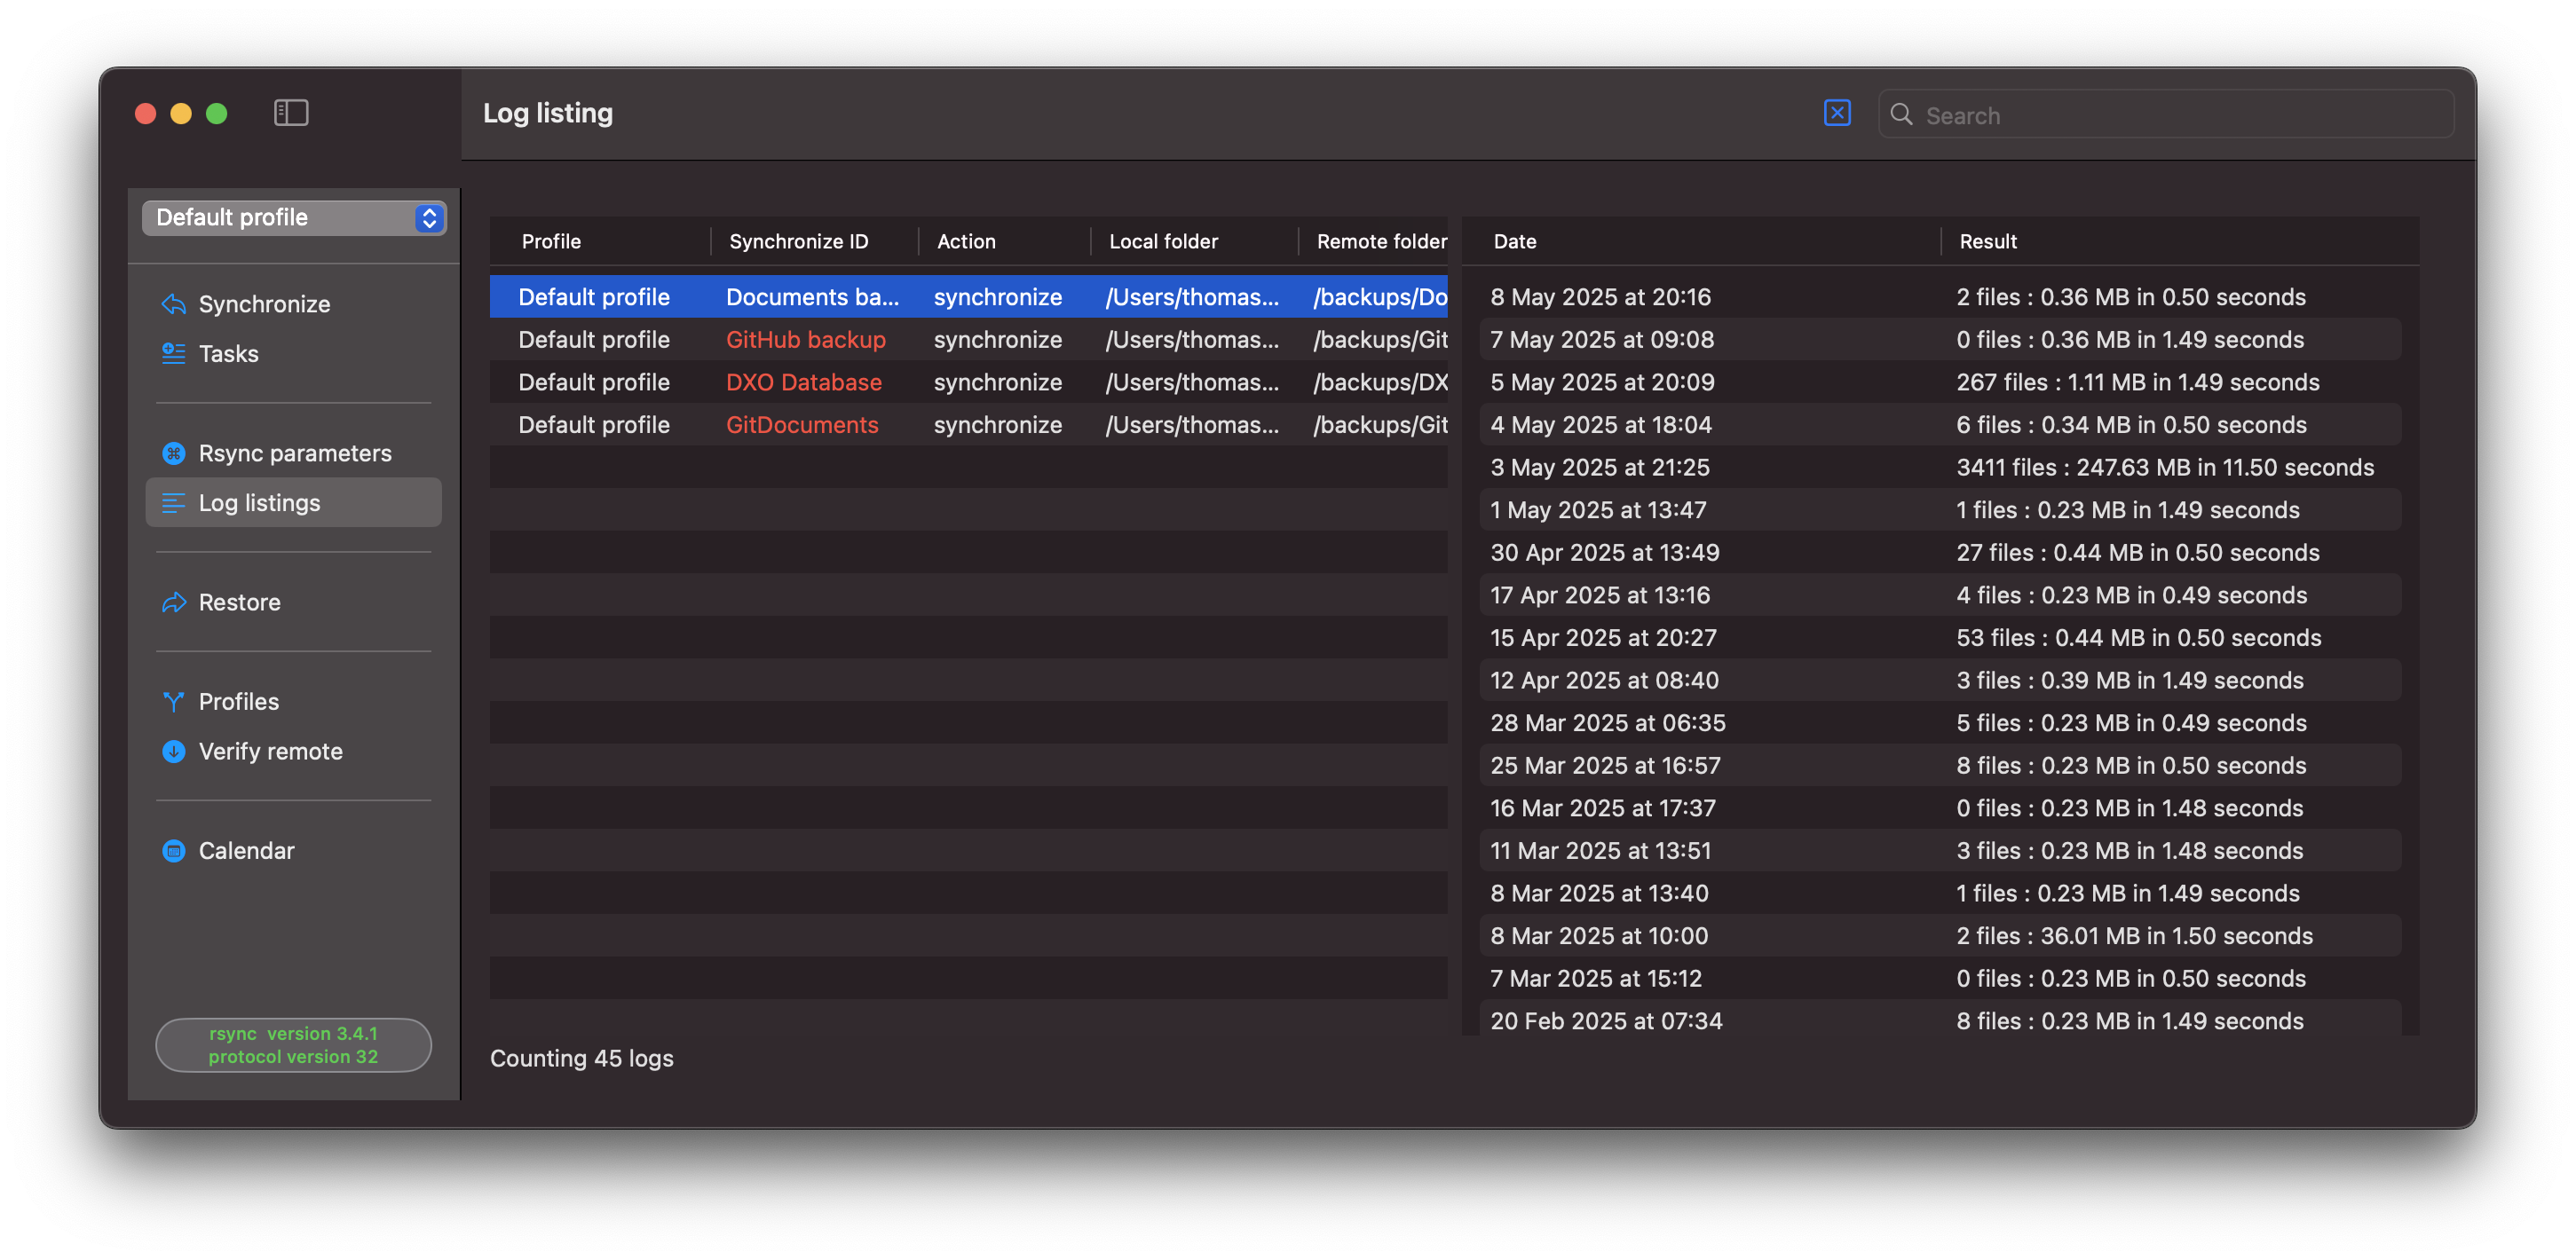 Log listing
Search
Default profile
Synchronize
Tasks
Rsync parameters
Log listings
Restore
Profiles
Verify remote
Calendar
rsync  version 3.4.1
protocol version 32
Profile Synchronize ID Action Local folder Remote folder
Default profile Documents ba... synchronize /Users/thomas... /backups/Do
Default profile GitHub backup synchronize /Users/thomas... /backups/Git
Default profile DXO Database synchronize /Users/thomas... /backups/DX
Default profile GitDocuments synchronize /Users/thomas... /backups/Git
Counting 45 logs
Date Result
8 May 2025 at 20:16 2 files : 0.36 MB in 0.50 seconds
7 May 2025 at 09:08 0 files : 0.36 MB in 1.49 seconds
5 May 2025 at 20:09 267 files : 1.11 MB in 1.49 seconds
4 May 2025 at 18:04 6 files : 0.34 MB in 0.50 seconds
3 May 2025 at 21:25 3411 files : 247.63 MB in 11.50 seconds
1 May 2025 at 13:47 1 files : 0.23 MB in 1.49 seconds
30 Apr 2025 at 13:49 27 files : 0.44 MB in 0.50 seconds
17 Apr 2025 at 13:16 4 files : 0.23 MB in 0.49 seconds
15 Apr 2025 at 20:27 53 files : 0.44 MB in 0.50 seconds
12 Apr 2025 at 08:40 3 files : 0.39 MB in 1.49 seconds
28 Mar 2025 at 06:35 5 files : 0.23 MB in 0.49 seconds
25 Mar 2025 at 16:57 8 files : 0.23 MB in 0.50 seconds
16 Mar 2025 at 17:37 0 files : 0.23 MB in 1.48 seconds
11 Mar 2025 at 13:51 3 files : 0.23 MB in 1.48 seconds
8 Mar 2025 at 13:40 1 files : 0.23 MB in 1.49 seconds
8 Mar 2025 at 10:00 2 files : 36.01 MB in 1.50 seconds
7 Mar 2025 at 15:12 0 files : 0.23 MB in 0.50 seconds
20 Feb 2025 at 07:34 8 files : 0.23 MB in 1.49 seconds